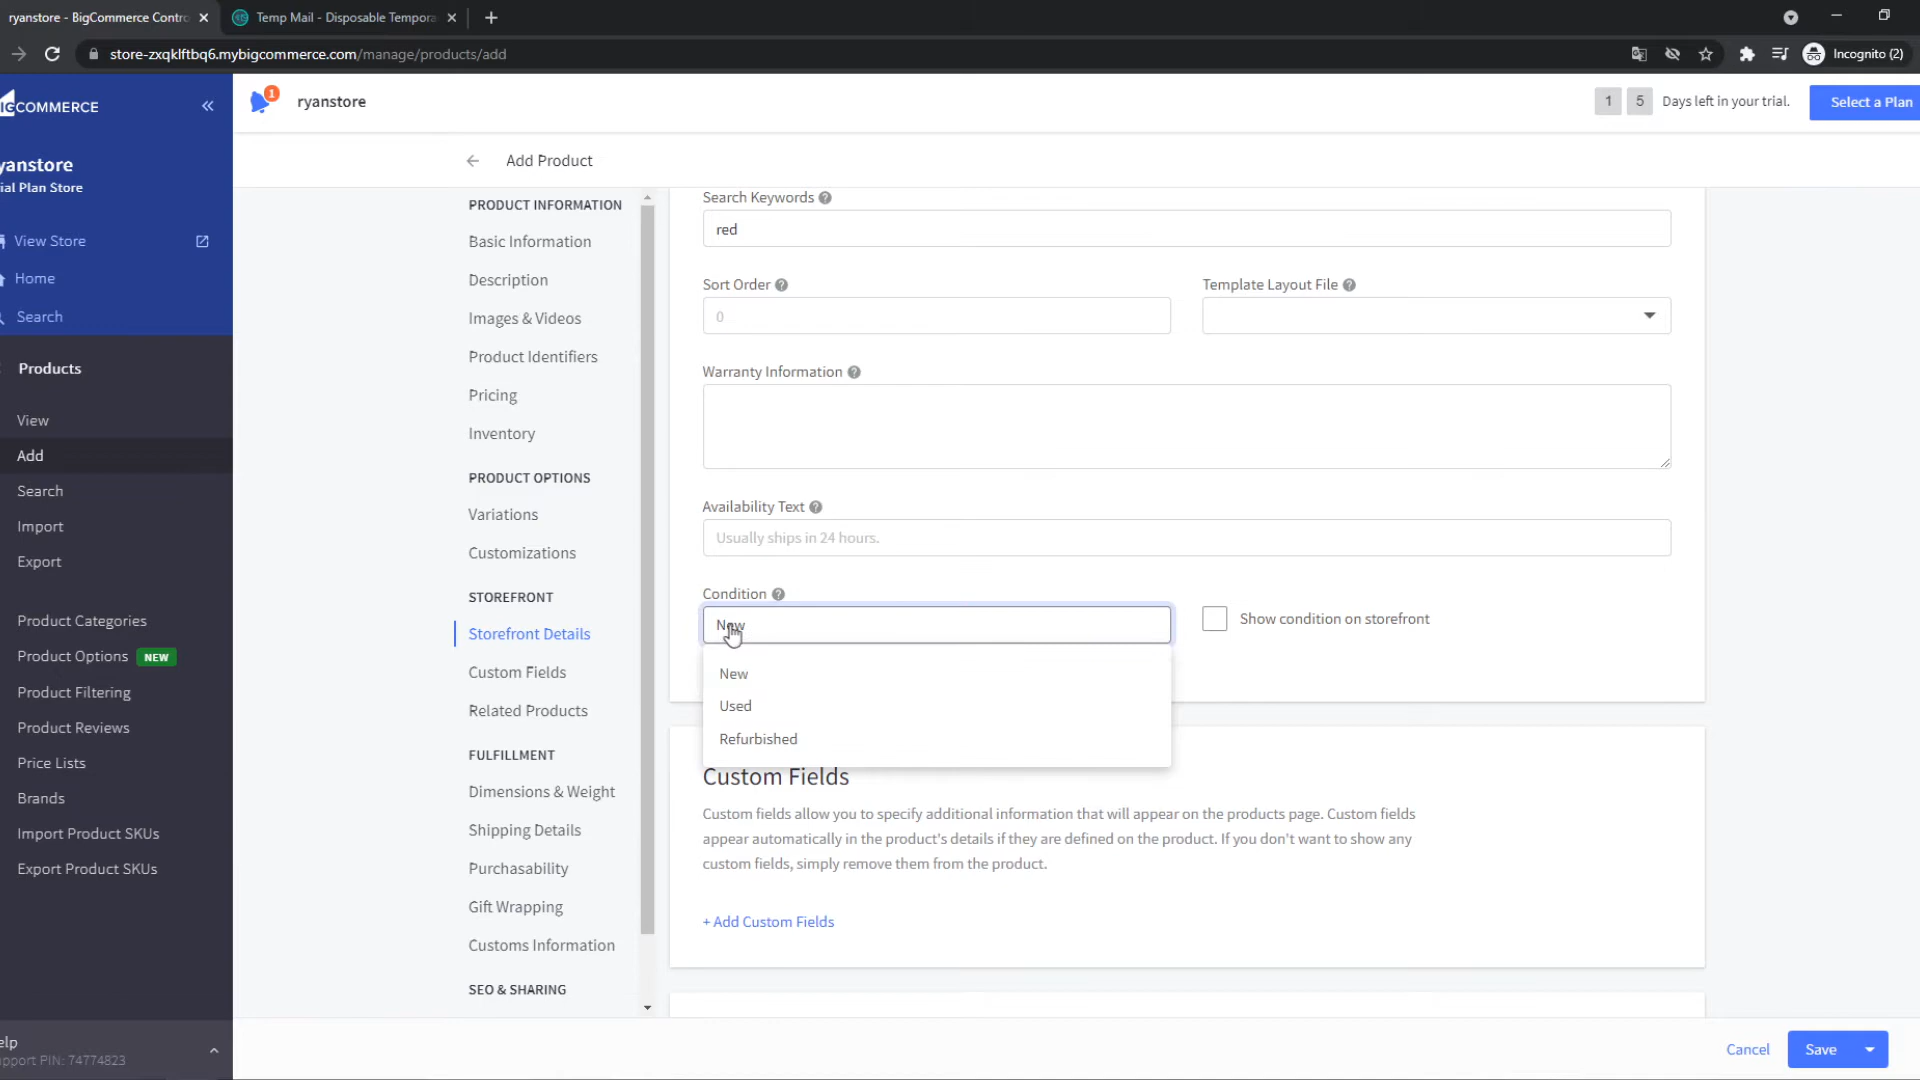 ryanstore - BigCommerce Contro
Temp Mail - Disposable Tempora
store-zxqklftbq6.mybigcommerce.com/manage/products/add
Incognito (2)
IGCOMMERCE
1
ryanstore
1 5 Days left in your trial.
Select a Plan
yanstore
ial Plan Store
View Store
Home
Search
Products
View
Add
Search
Import
Export
Product Categories
Product Options NEW
Product Filtering
Product Reviews
Price Lists
Brands
Import Product SKUs
Export Product SKUs
elp
upport PIN: 74774823
Add Product
PRODUCT INFORMATION
Basic Information
Description
Images & Videos
Product Identifiers
Pricing
Inventory
PRODUCT OPTIONS
Variations
Customizations
STOREFRONT
Storefront Details
Custom Fields
Related Products
FULFILLMENT
Dimensions & Weight
Shipping Details
Purchasability
Gift Wrapping
Customs Information
SEO & SHARING
Search Keywords
red
Sort Order
0
Template Layout File
Warranty Information
Availability Text
Usually ships in 24 hours.
Condition
New
Show condition on storefront
New
Used
Refurbished
Custom Fields
Custom fields allow you to specify additional information that will appear on the products page. Custom fields
appear automatically in the product's details if they are defined on the product. If you don't want to show any
custom fields, simply remove them from the product.
+ Add Custom Fields
Cancel
Save